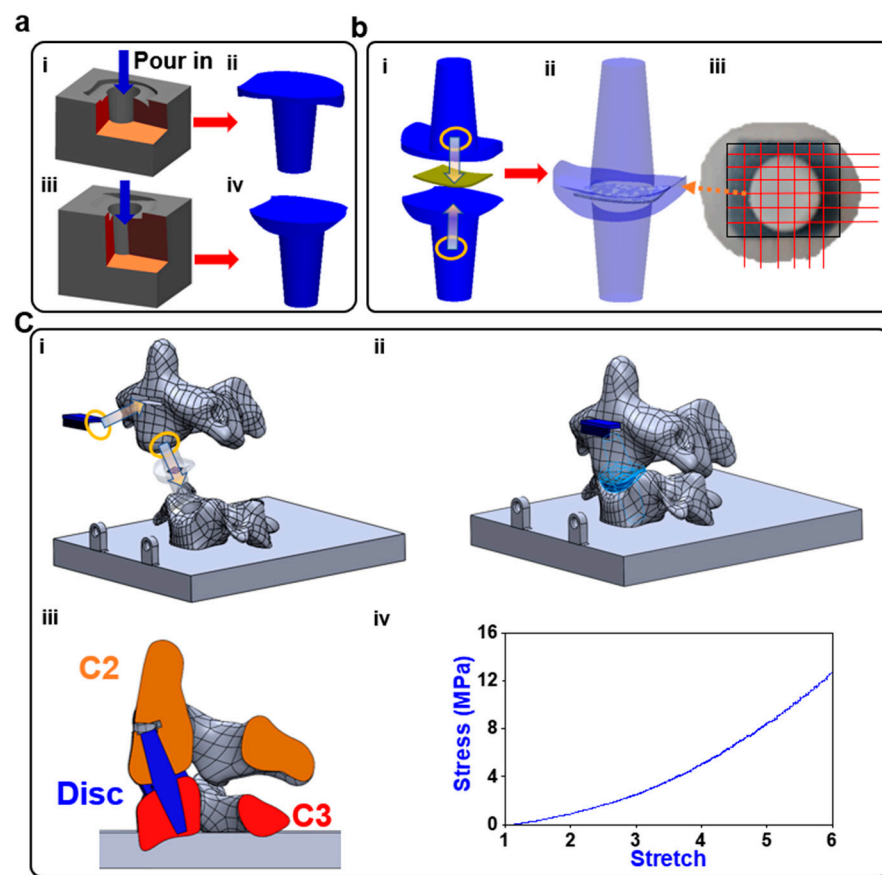 a
i
Pour in
ii
iii
iv
b
i
ii
iii
C
i
ii
iii
C2
Disc
C3
iv
16
12
8
4
0
Stress (MPa)
1 2 3 4 5 6
Stretch